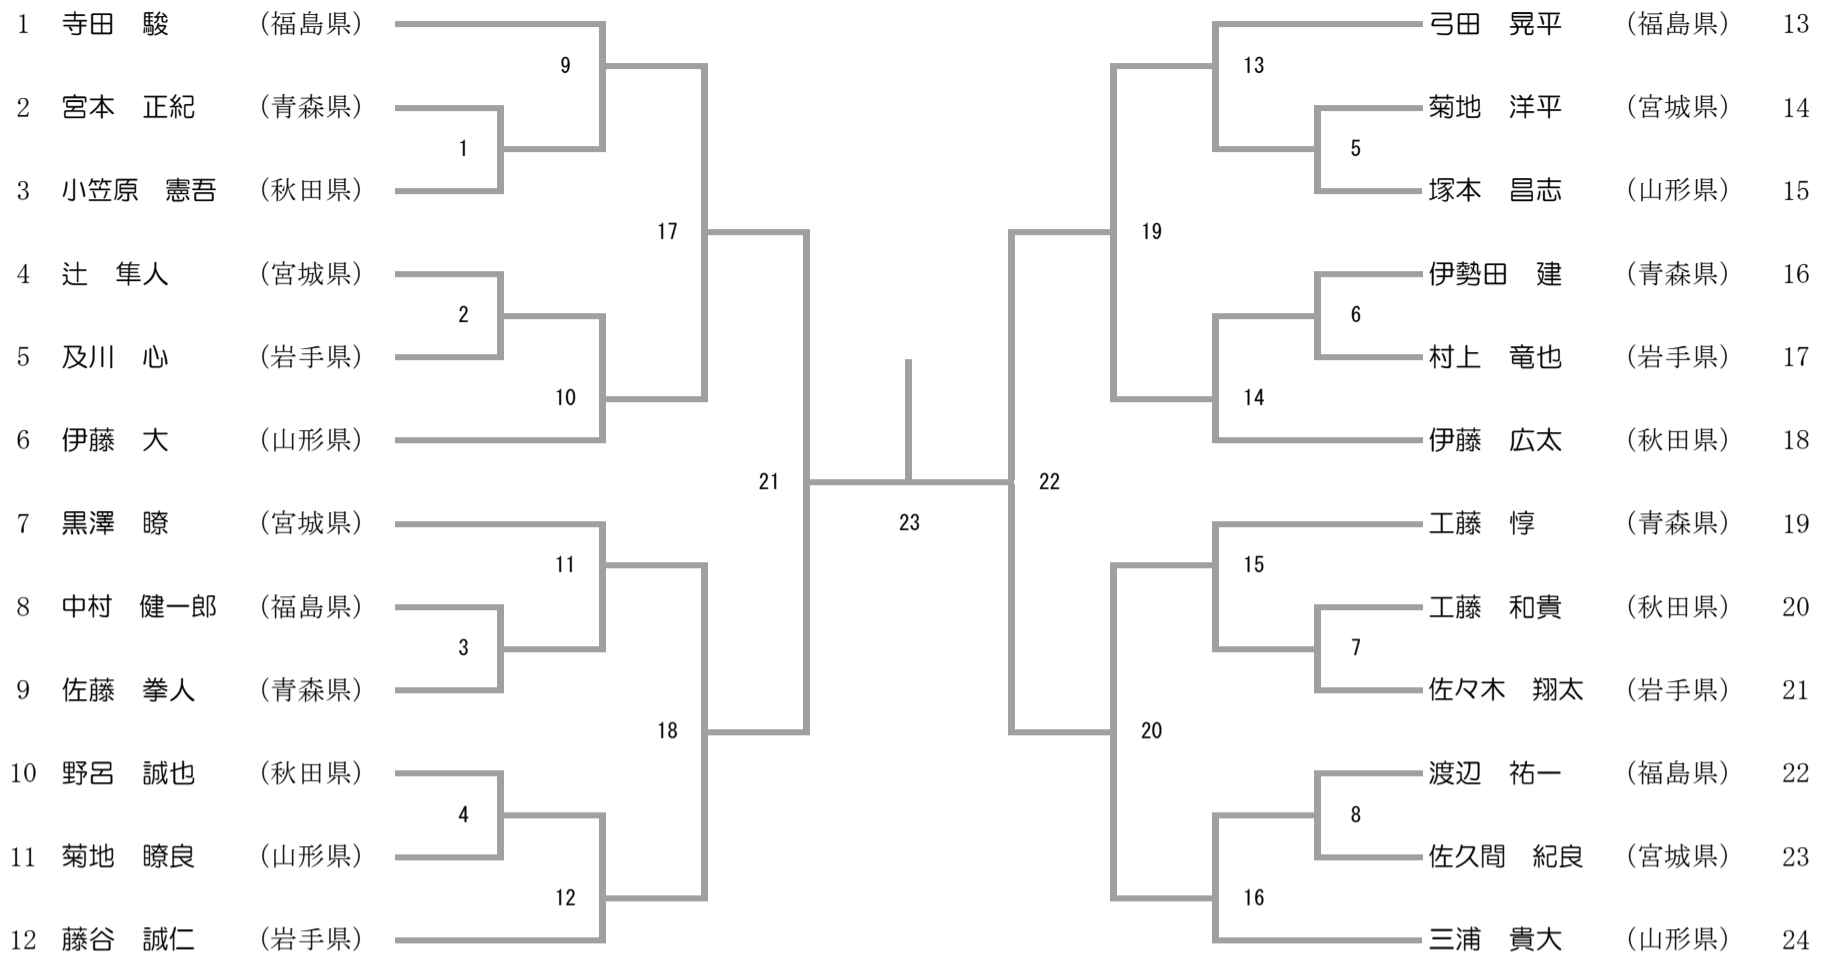 1 寺田　駿 （福島県）
9
2 宮本　正紀 （青森県）
1
3 小笠原　憲吾 （秋田県）
17
4 辻　隼人 （宮城県）
2
5 及川　心 （岩手県）
10
6 伊藤　大 （山形県）
21
7 黒澤　瞭 （宮城県）
11
8 中村　健一郎 （福島県）
3
9 佐藤　拳人 （青森県）
18
10 野呂　誠也 （秋田県）
4
11 菊地　瞭良 （山形県）
12
12 藤谷　誠仁 （岩手県）
23
弓田　晃平 （福島県） 13
13
菊地　洋平 （宮城県） 14
5
塚本　昌志 （山形県） 15
19
伊勢田　建 （青森県） 16
6
村上　竜也 （岩手県） 17
14
伊藤　広太 （秋田県） 18
22
工藤　惇 （青森県） 19
15
工藤　和貴 （秋田県） 20
7
佐々木　翔太 （岩手県） 21
20
渡辺　祐一 （福島県） 22
8
佐久間　紀良 （宮城県） 23
16
三浦　貴大 （山形県） 24